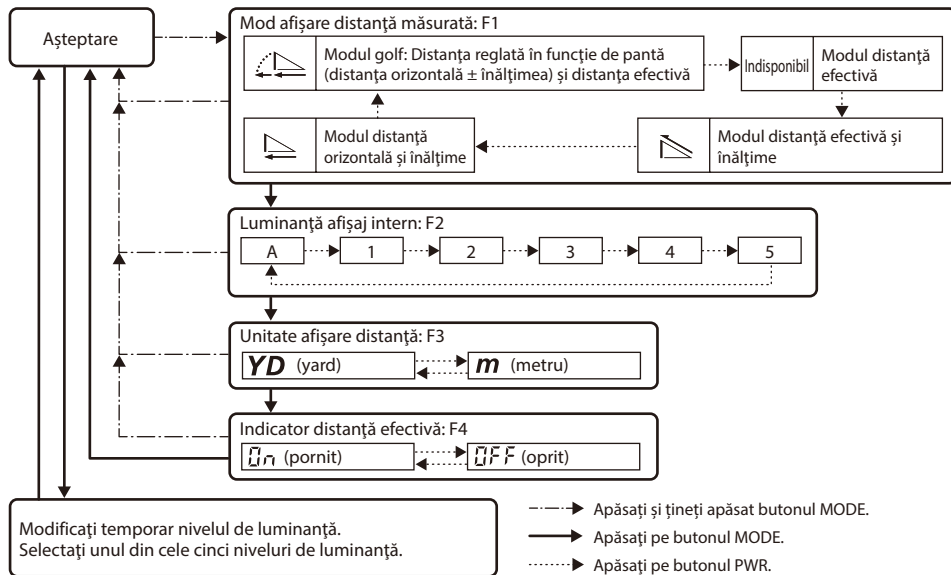 Așteptare
Mod afișare distanță măsurată: F1
Modul golf: Distanța reglată în funcție de pantă
(distanța orizontală ± înălțimea) și distanța efectivă
Indisponibil
Modul distanță
efectivă
Modul distanță
orizontală și înălțime
Modul distanță efectivă și
înălțime
Luminanță afișaj intern: F2
A
1
2
3
4
5
Unitate afișare distanță: F3
YD (yard)
m (metru)
Indicator distanță efectivă: F4
On (pornit)
OFF (oprit)
Modificați temporar nivelul de luminanță.
Selectați unul din cele cinci niveluri de luminanță.
Apăsați și țineți apăsat butonul MODE.
Apăsați pe butonul MODE.
Apăsați pe butonul PWR.